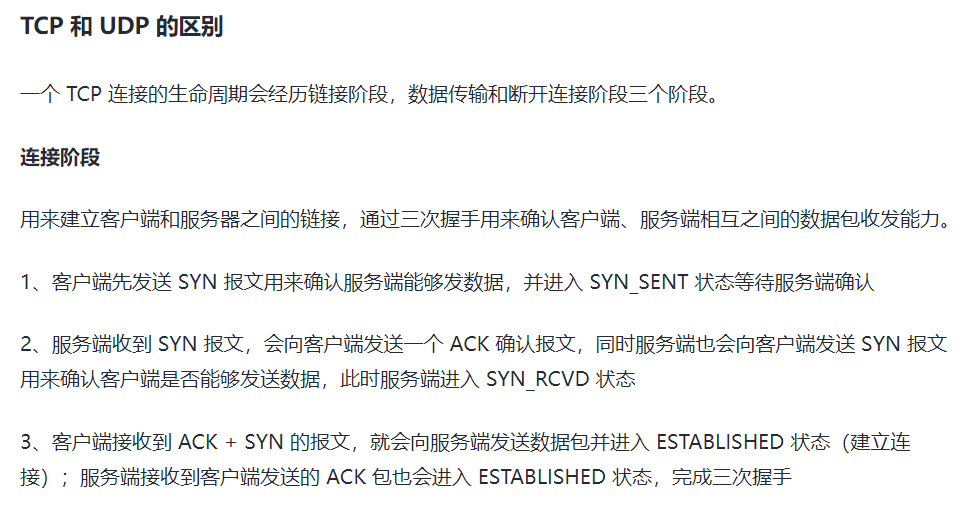 TCP 和 UDP 的区别
一个 TCP 连接的生命周期会经历链接阶段，数据传输和断开连接阶段三个阶段。
连接阶段
用来建立客户端和服务器之间的链接，通过三次握手用来确认客户端、服务端相互之间的数据包收发能力。
1、客户端先发送 SYN 报文用来确认服务端能够发数据，并进入 SYN_SENT 状态等待服务端确认
2、服务端收到 SYN 报文，会向客户端发送一个 ACK 确认报文，同时服务端也会向客户端发送 SYN 报文
用来确认客户端是否能够发送数据，此时服务端进入 SYN_RCVD 状态
3、客户端接收到 ACK + SYN 的报文，就会向服务端发送数据包并进入 ESTABLISHED 状态（建立连
接）；服务端接收到客户端发送的 ACK 包也会进入 ESTABLISHED 状态，完成三次握手